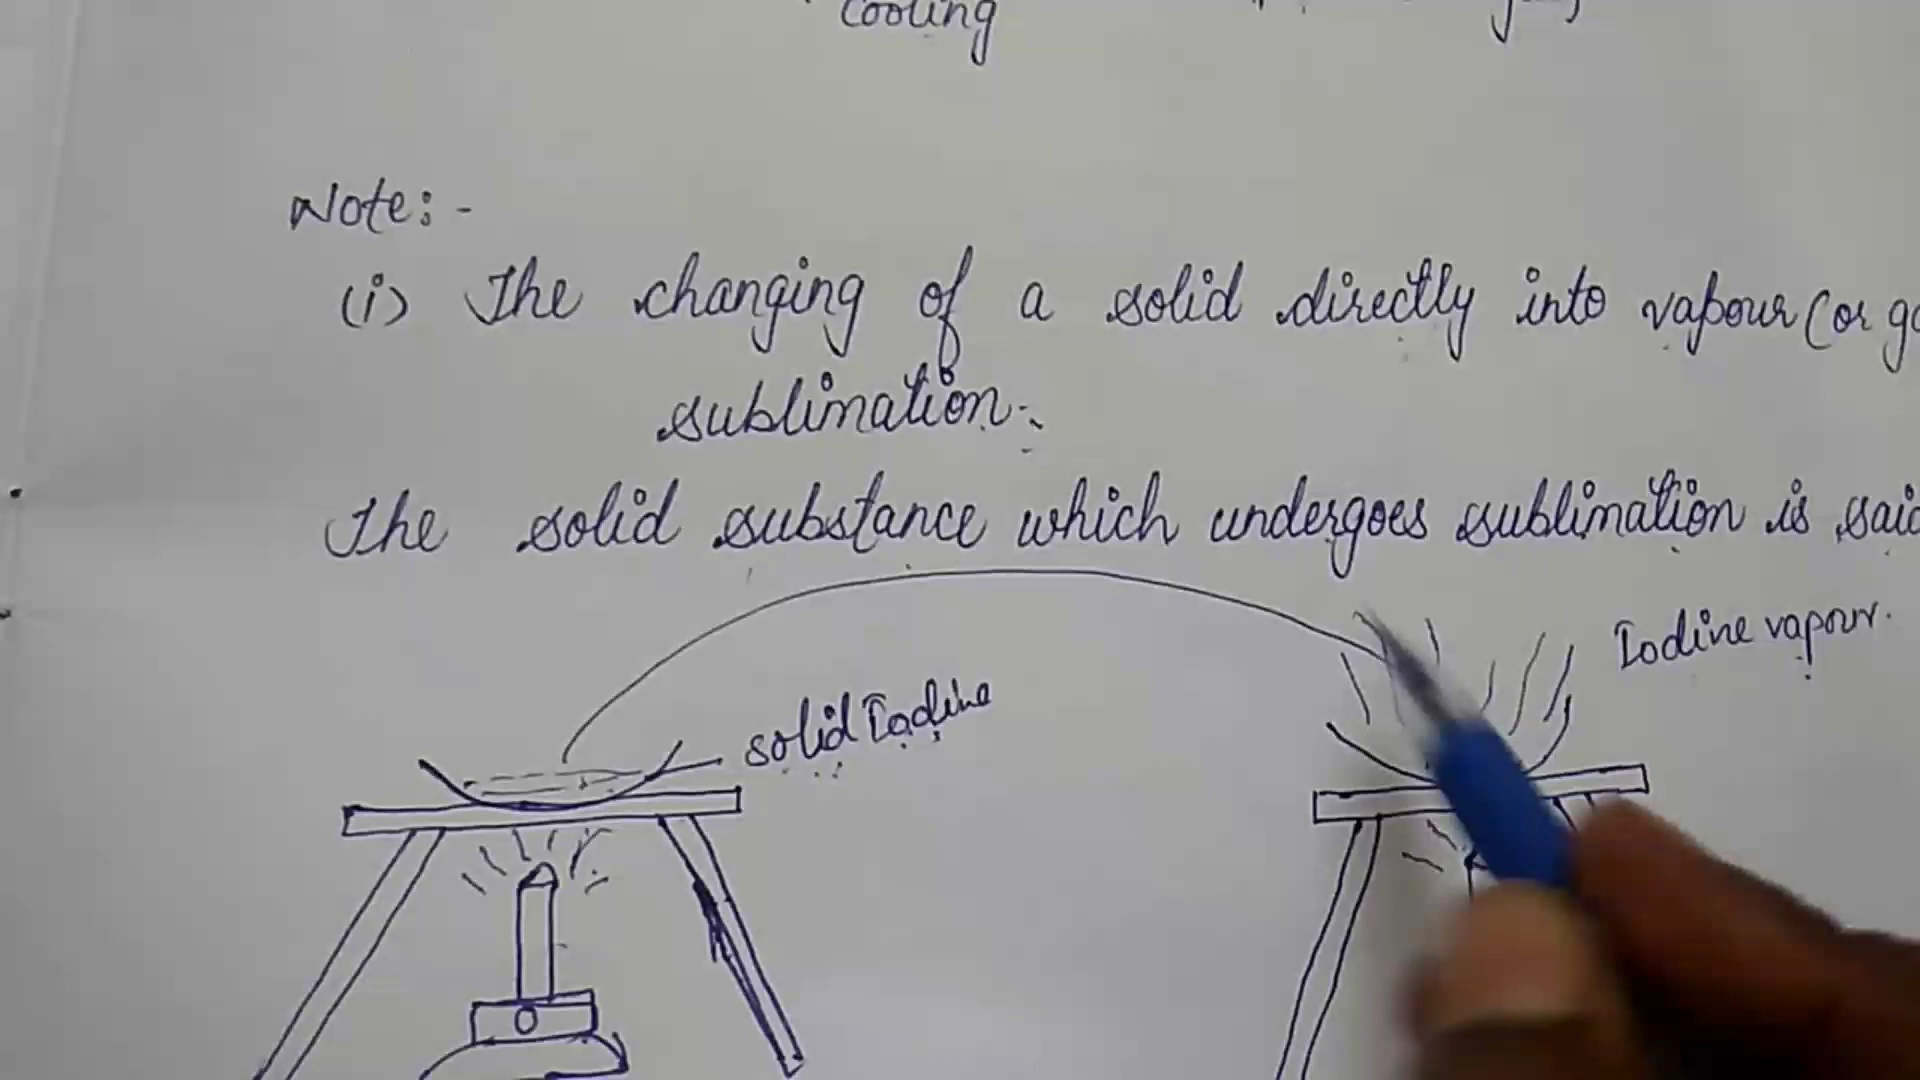 cooling
Note:-
(i) The changing of a solid directly into vapour (or
sublimation.
The solid substance which undergoes sublimation is said
Iodine vapour.
solid Iodine